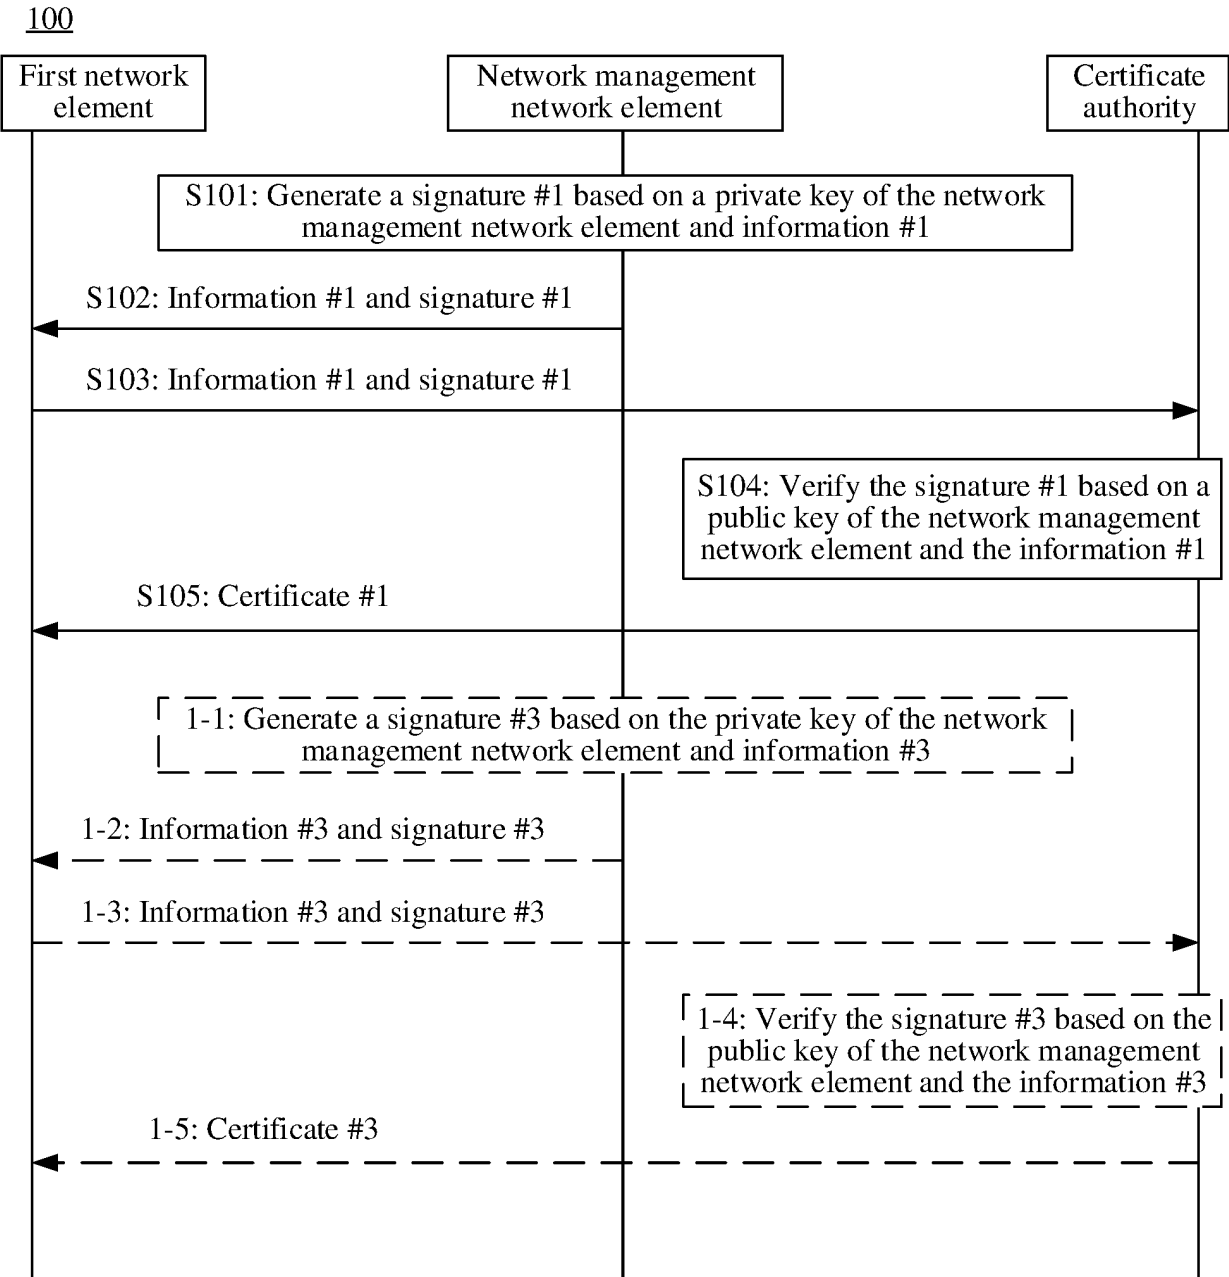 100
First network
element
Network management
network element
Certificate
authority
S101: Generate a signature #1 based on a private key of the network
management network element and information #1
S102: Information #1 and signature #1
S103: Information #1 and signature #1
S104: Verify the signature #1 based on a
public key of the network management
network element and the information #1
S105: Certificate #1
1-1: Generate a signature #3 based on the private key of the network
management network element and information #3
1-2: Information #3 and signature #3
1-3: Information #3 and signature #3
1-4: Verify the signature #3 based on the
public key of the network management
network element and the information #3
1-5: Certificate #3